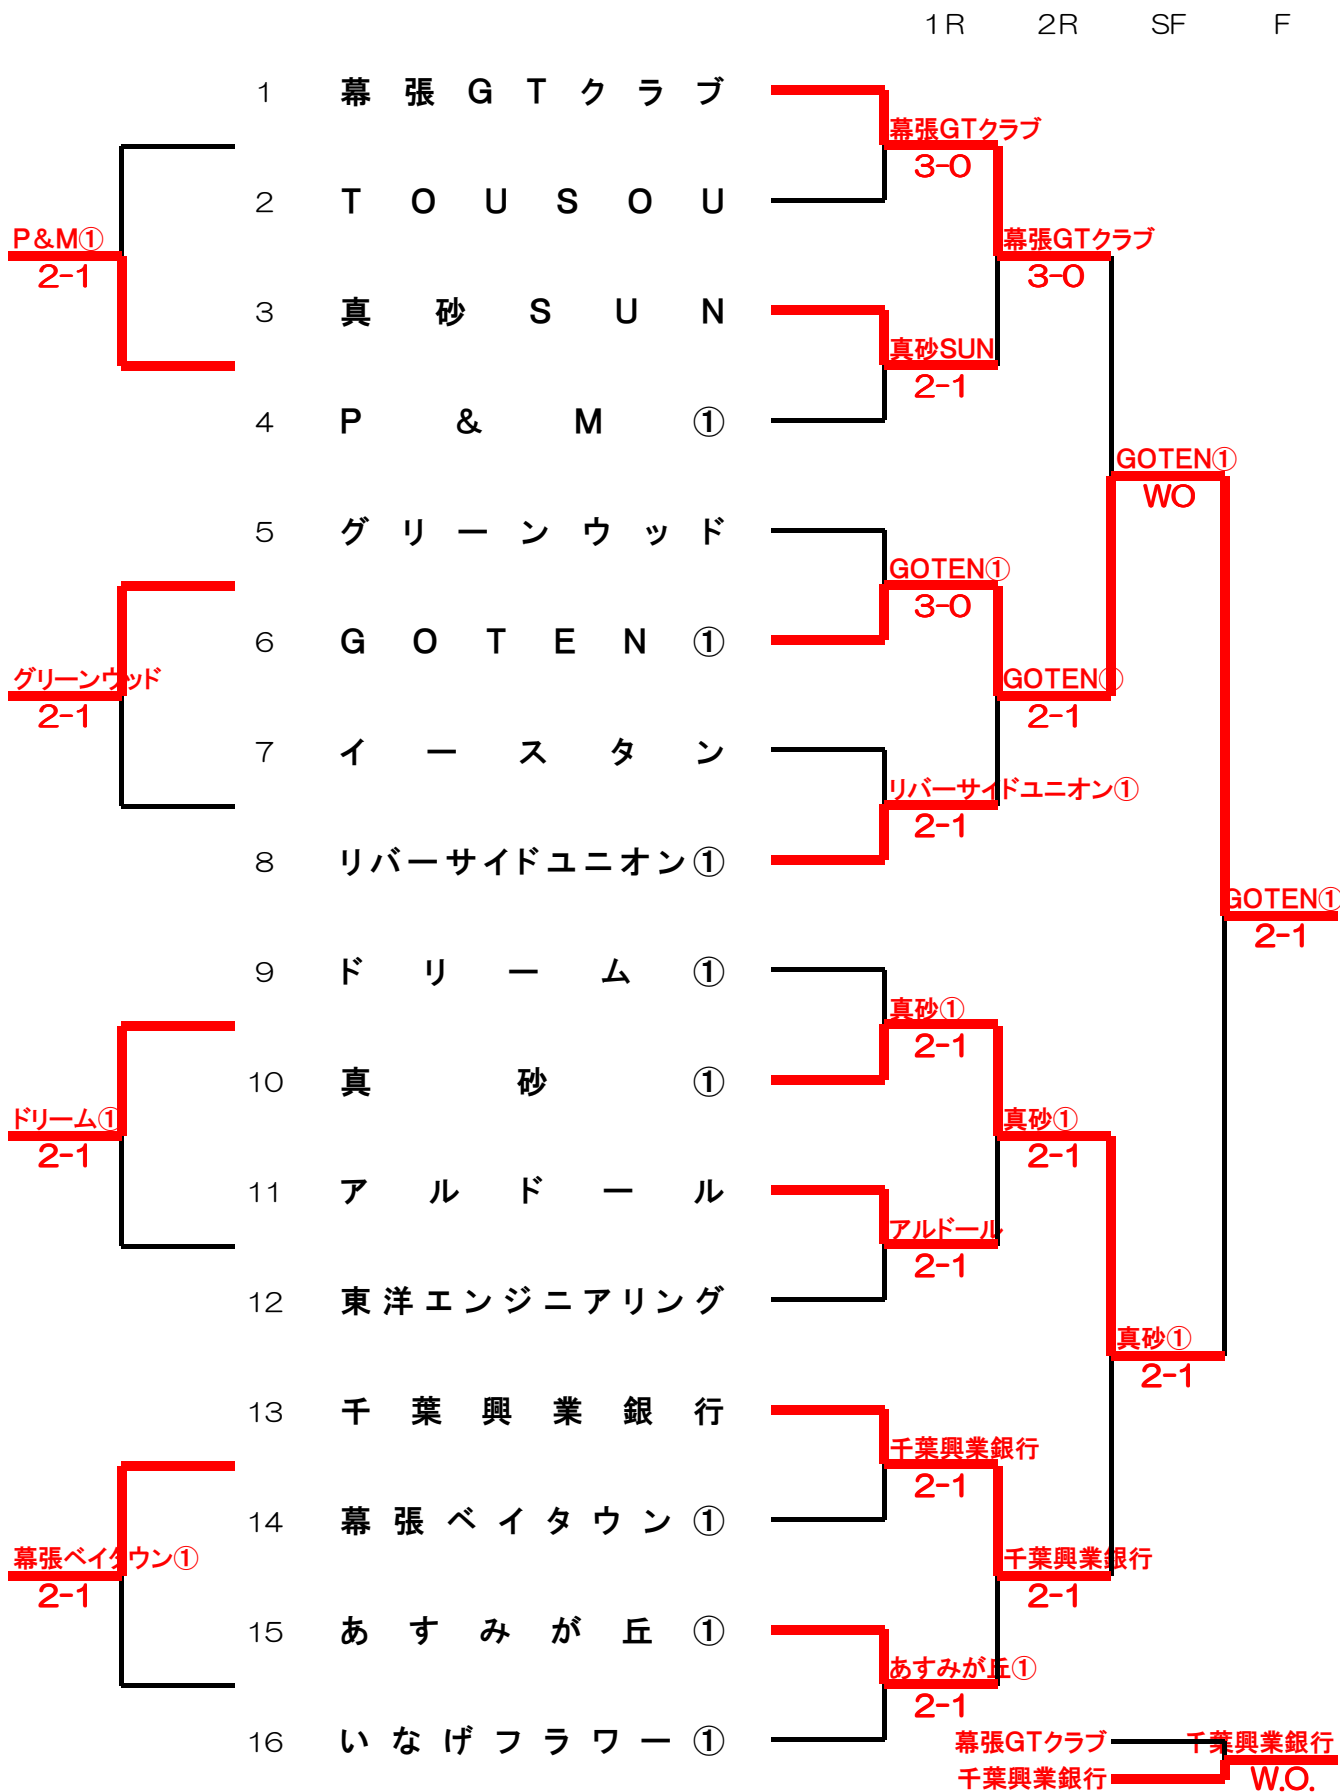 1R 2R SF F
1 幕張GTクラブ
幕張GTクラブ
3-0
2 TOUSOU
P&M① 幕張GTクラブ
2-1 3-0
3 真砂SUN
真砂SUN
2-1
4 P&M①
GOTEN①
WO
5 グリーンウッド
GOTEN①
3-0
6 GOTEN①
グリーンウッド GOTEN①
2-1 2-1
7 イースタン
リバーサイドユニオン①
2-1
8 リバーサイドユニオン①
GOTEN①
2-1
9 ドリーム①
真砂①
2-1
10 真砂①
ドリーム① 真砂①
2-1 2-1
11 アルドール
アルドール
2-1
12 東洋エンジニアリング
真砂①
2-1
13 千葉興業銀行
千葉興業銀行
2-1
14 幕張ベイタウン①
幕張ベイタウン① 千葉興業銀行
2-1 2-1
15 あすみが丘①
あすみが丘①
2-1
16 いなげフラワー①
幕張GTクラブ 千葉興業銀行
千葉興業銀行 W.O.